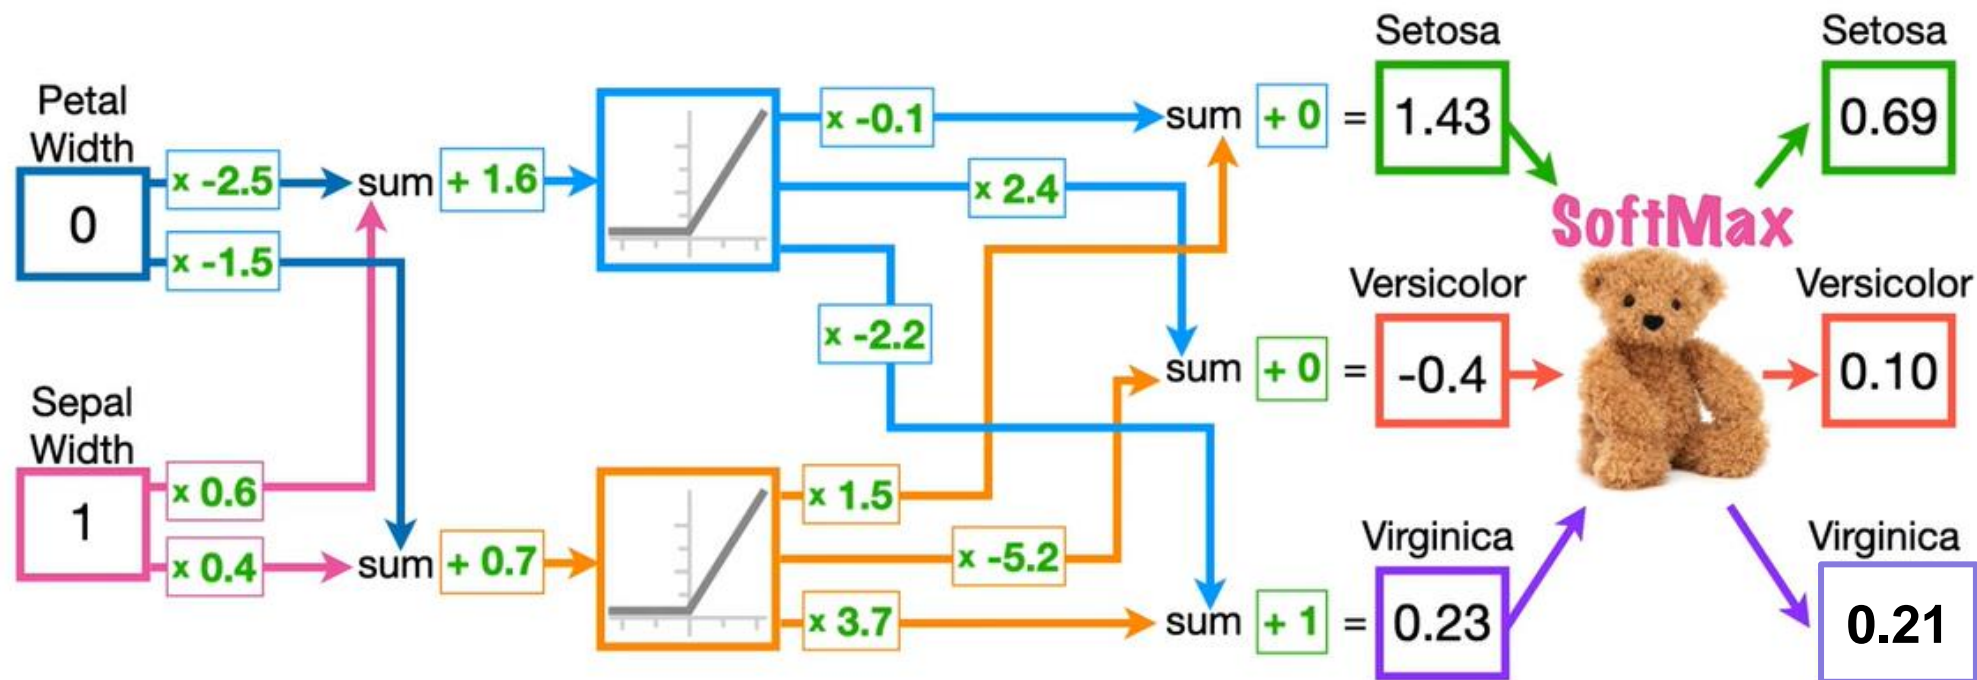 Petal
Width
0
x -2.5
x -1.5
sum
+ 1.6
Sepal
Width
1
x 0.6
x 0.4
sum
+ 0.7
x -0.1
x 2.4
x -2.2
x 1.5
x -5.2
x 3.7
sum + 0 =
Setosa
1.43
sum + 0 =
Versicolor
-0.4
sum + 1 =
Virginica
0.23
SoftMax
Setosa
0.69
Versicolor
0.10
Virginica
0.21